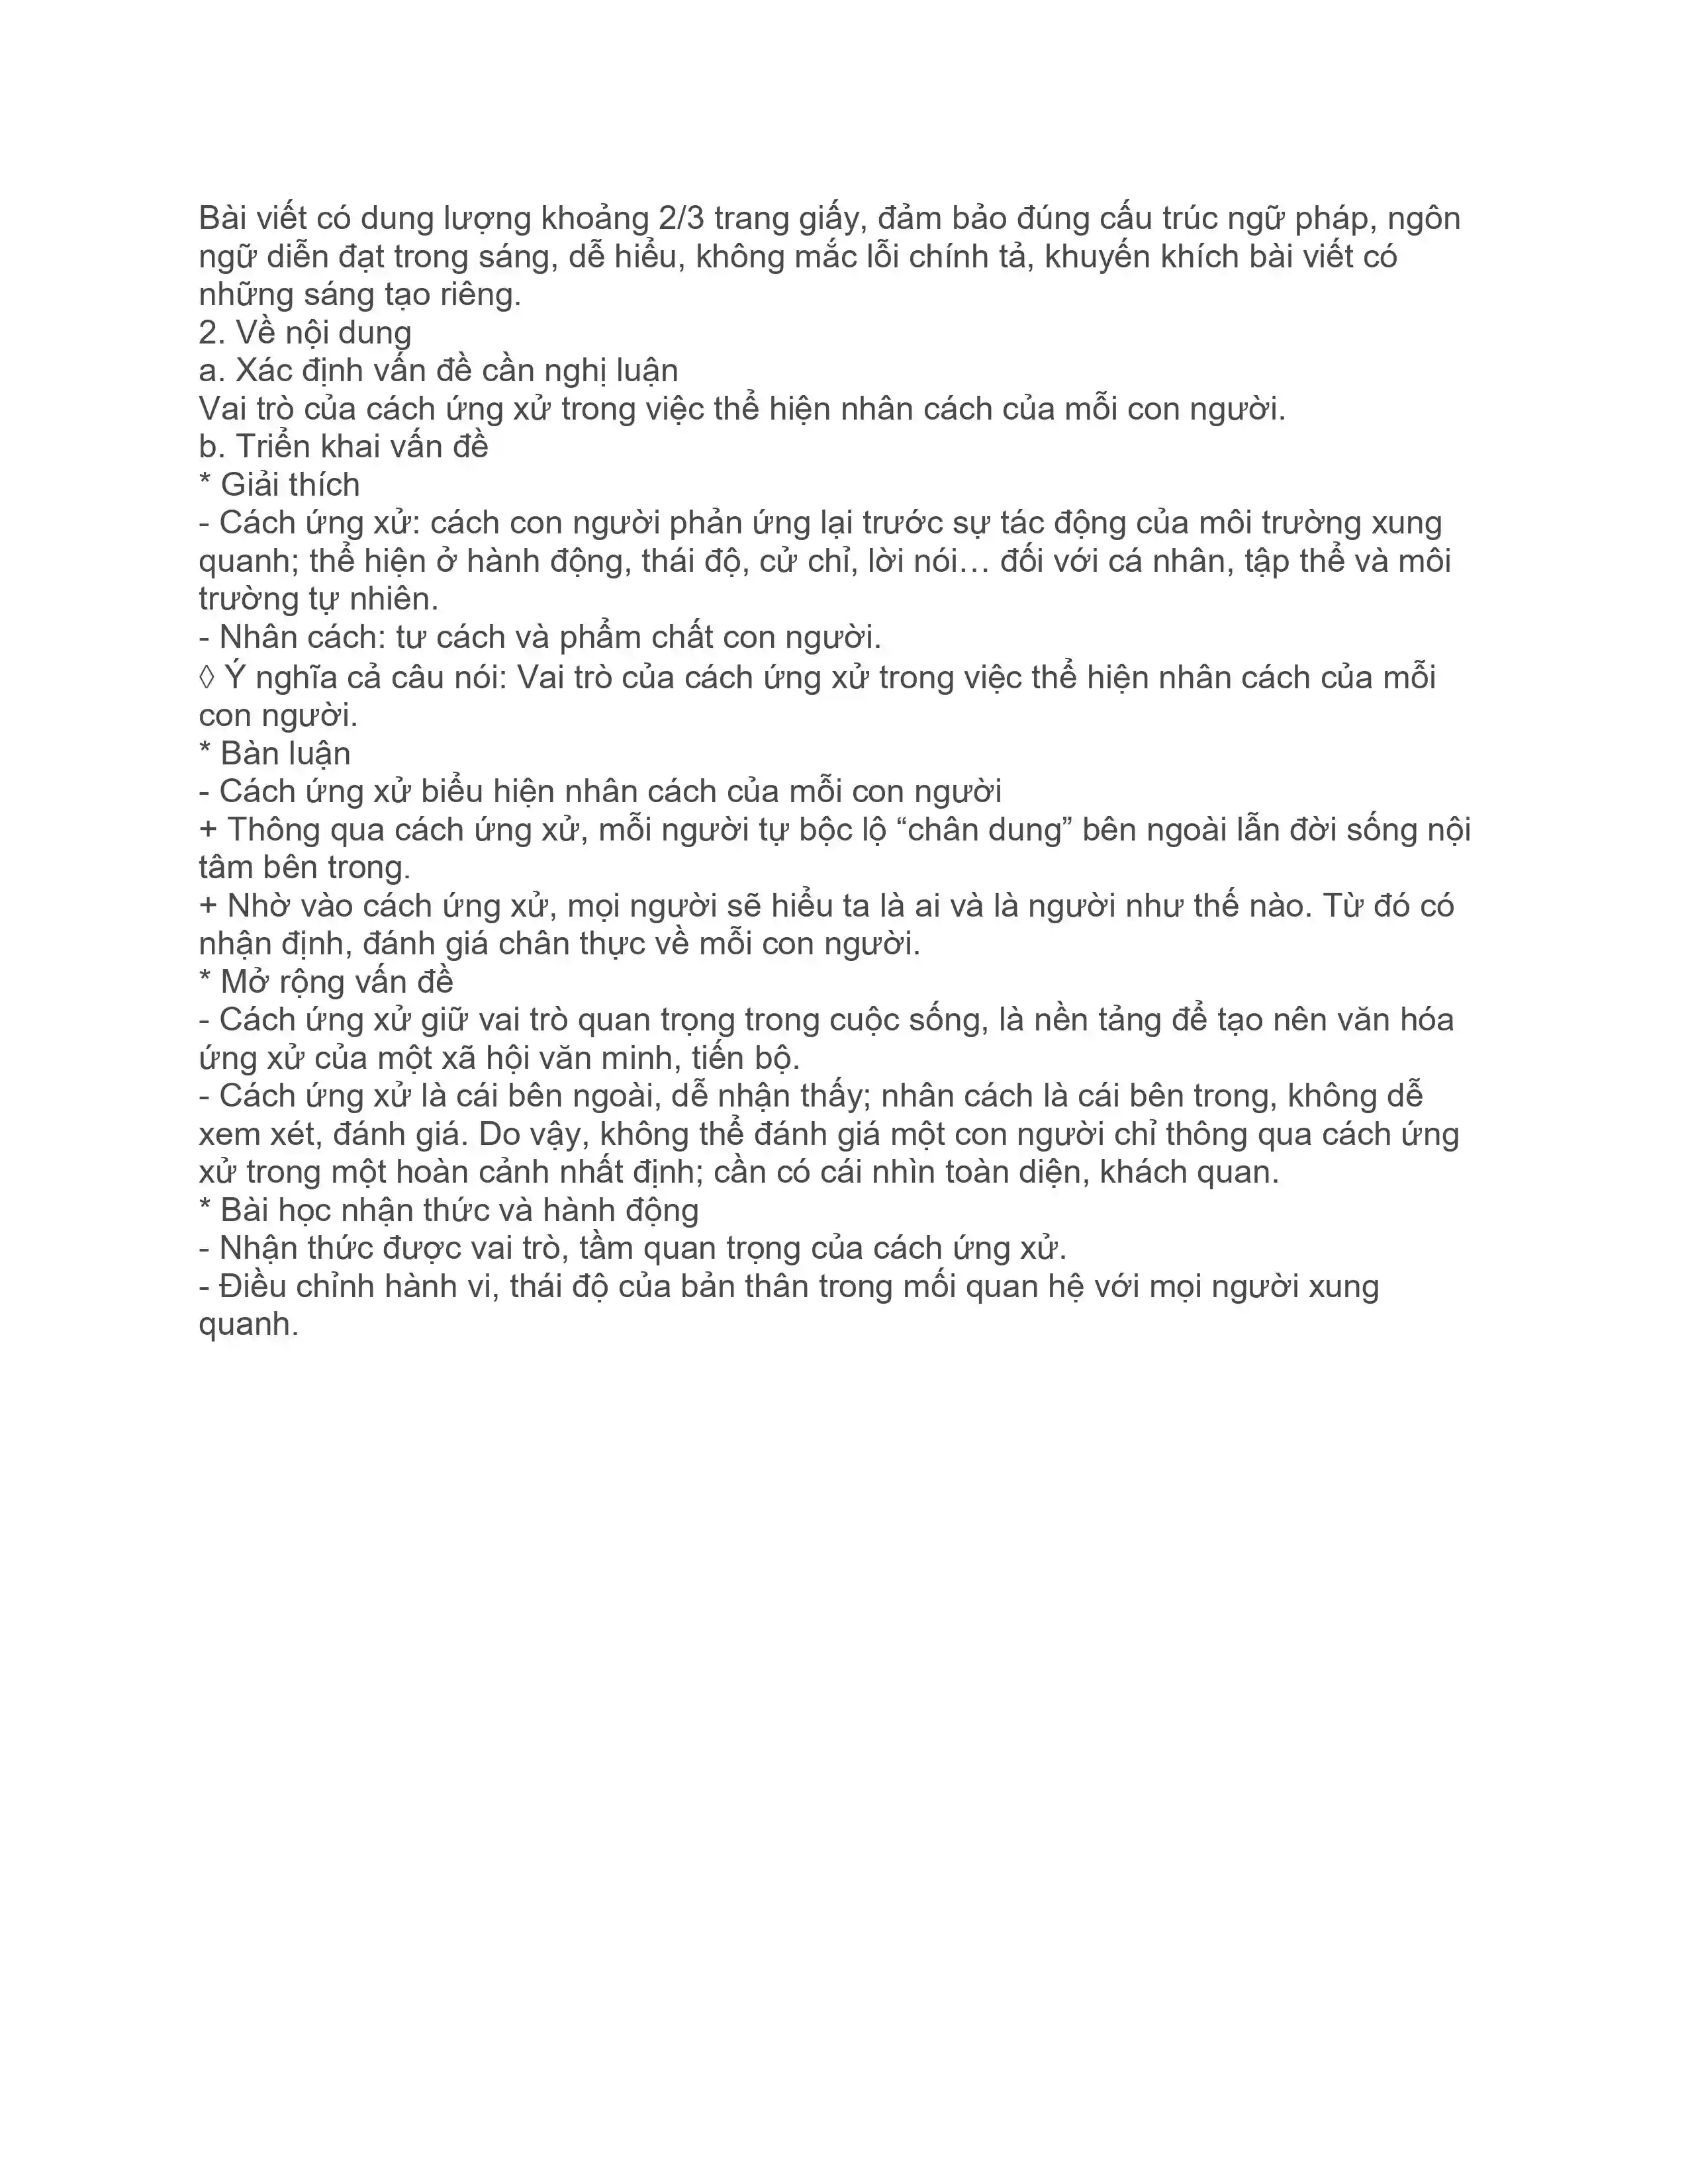 Bài viết có dung lượng khoảng 2/3 trang giấy, đảm bảo đúng cấu trúc ngữ pháp, ngôn
ngữ diễn đạt trong sáng, dễ hiểu, không mắc lỗi chính tả, khuyến khích bài viết có
những sáng tạo riêng.
2. Về nội dung
a. Xác định vấn đề cần nghị luận
Vai trò của cách ứng xử trong việc thể hiện nhân cách của mỗi con người.
b. Triển khai vấn đề
* Giải thích
- Cách ứng xử: cách con người phản ứng lại trước sự tác động của môi trường xung
quanh; thể hiện ở hành động, thái độ, cử chỉ, lời nói… đối với cá nhân, tập thể và môi
trường tự nhiên.
- Nhân cách: tư cách và phẩm chất con người.
◊ Ý nghĩa cả câu nói: Vai trò của cách ứng xử trong việc thể hiện nhân cách của mỗi
con người.
* Bàn luận
- Cách ứng xử biểu hiện nhân cách của mỗi con người
+ Thông qua cách ứng xử, mỗi người tự bộc lộ “chân dung” bên ngoài lẫn đời sống nội
tâm bên trong.
+ Nhờ vào cách ứng xử, mọi người sẽ hiểu ta là ai và là người như thế nào. Từ đó có
nhận định, đánh giá chân thực về mỗi con người.
* Mở rộng vấn đề
- Cách ứng xử giữ vai trò quan trọng trong cuộc sống, là nền tảng để tạo nên văn hóa
ứng xử của một xã hội văn minh, tiến bộ.
- Cách ứng xử là cái bên ngoài, dễ nhận thấy; nhân cách là cái bên trong, không dễ
xem xét, đánh giá. Do vậy, không thể đánh giá một con người chỉ thông qua cách ứng
xử trong một hoàn cảnh nhất định; cần có cái nhìn toàn diện, khách quan.
* Bài học nhận thức và hành động
- Nhận thức được vai trò, tầm quan trọng của cách ứng xử.
- Điều chỉnh hành vi, thái độ của bản thân trong mối quan hệ với mọi người xung
quanh.